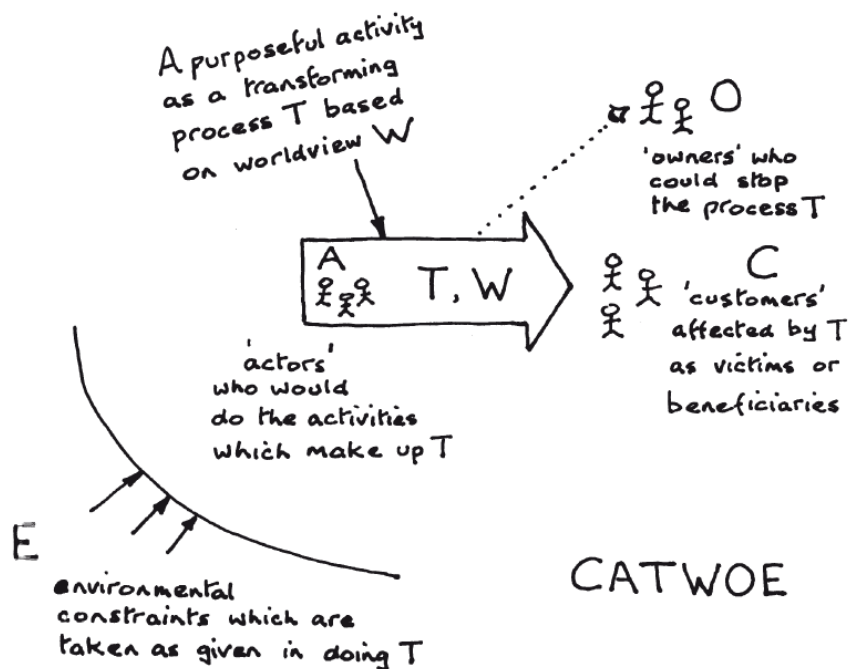 A purposeful activity
as a transforming
process T based
on worldview W
O
'owners' who
could stop
the process T
A
T, W
C
'customers'
affected by T
as victims or
beneficiaries
'actors'
who would
do the activities
which make up T
E
environmental
constraints which are
taken as given in doing T
CATWOE